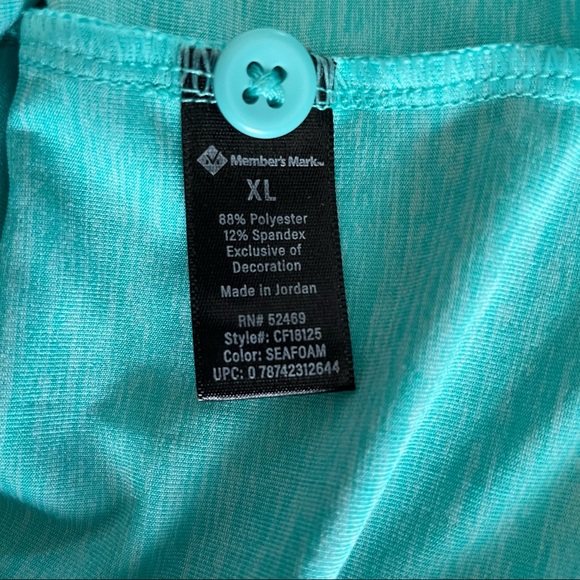 Member's Mark™
XL
88% Polyester
12% Spandex
Exclusive of
Decoration
Made in Jordan
RN# 52469
Style#: CF18125
Color: SEAFOAM
UPC: 0 78742312644